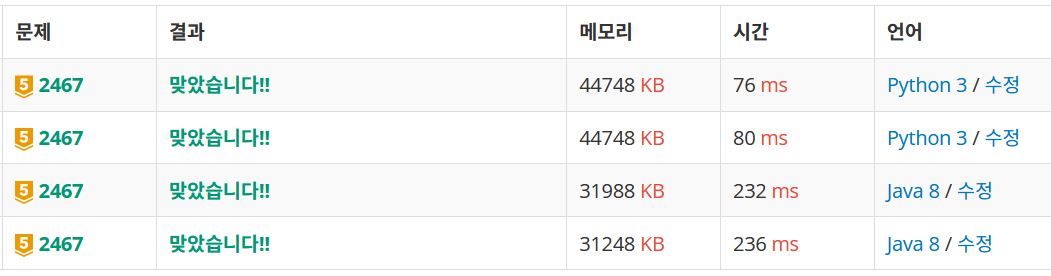 문제 결과 메모리 시간 언어
5 2467 맞았습니다!! 44748 KB 76 ms Python 3 / 수정
5 2467 맞았습니다!! 44748 KB 80 ms Python 3 / 수정
5 2467 맞았습니다!! 31988 KB 232 ms Java 8 / 수정
5 2467 맞았습니다!! 31248 KB 236 ms Java 8 / 수정